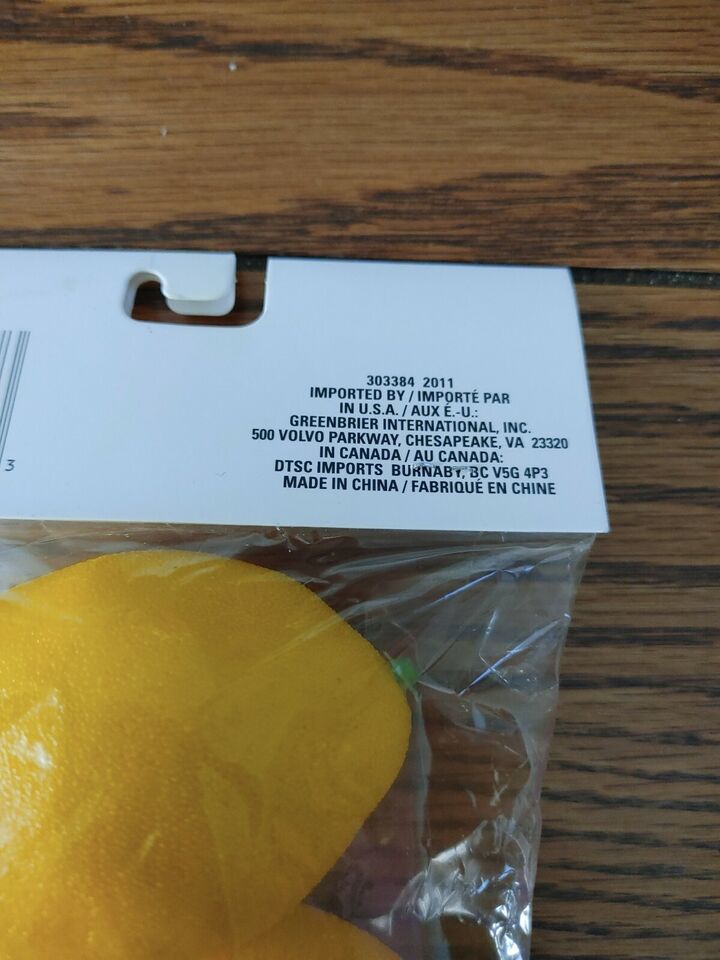 303384 2011
IMPORTED BY / IMPORTÉ PAR
IN U.S.A. / AUX É.-U.:
GREENBRIER INTERNATIONAL, INC.
500 VOLVO PARKWAY, CHESAPEAKE, VA 23320
IN CANADA / AU CANADA:
DTSC IMPORTS BURNABY, BC V5G 4P3
MADE IN CHINA / FABRIQUÉ EN CHINE
3